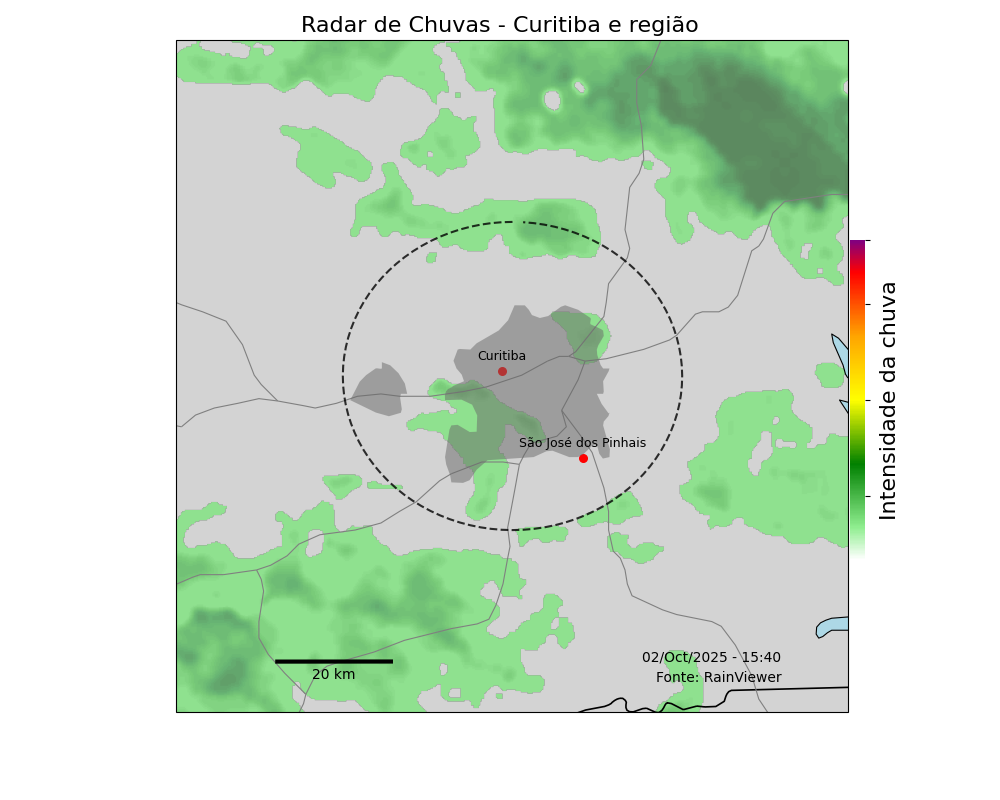 Radar de Chuvas - Curitiba e região
Curitiba
São José dos Pinhais
Intensidade da chuva
02/Oct/2025 - 15:40
Fonte: RainViewer
20 km